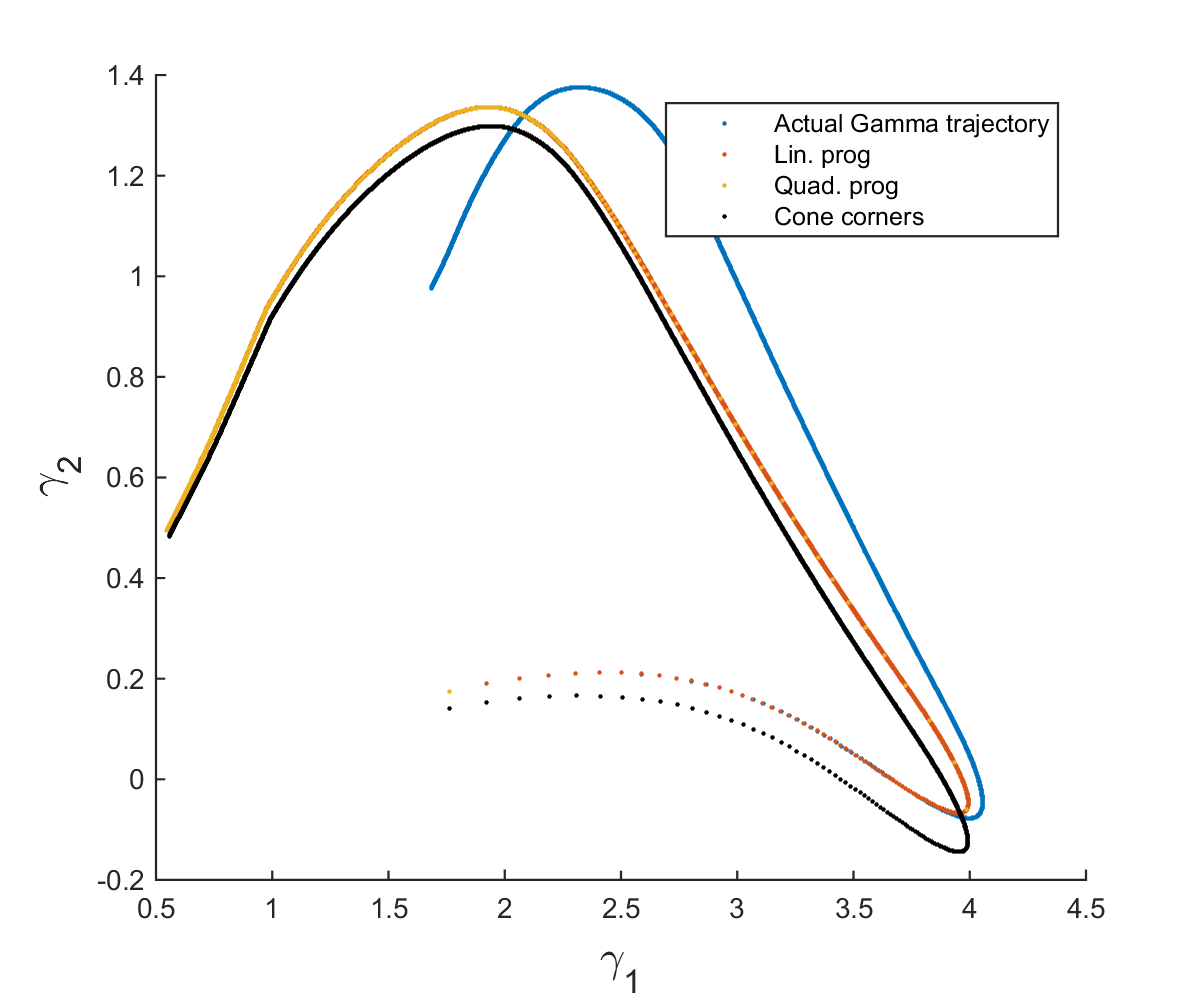 1.4
1.2
1
0.8
0.6
0.4
0.2
0
-0.2
0.5 1 1.5 2 2.5 3 3.5 4 4.5
γ2
γ1
Actual Gamma trajectory
Lin. prog
Quad. prog
Cone corners